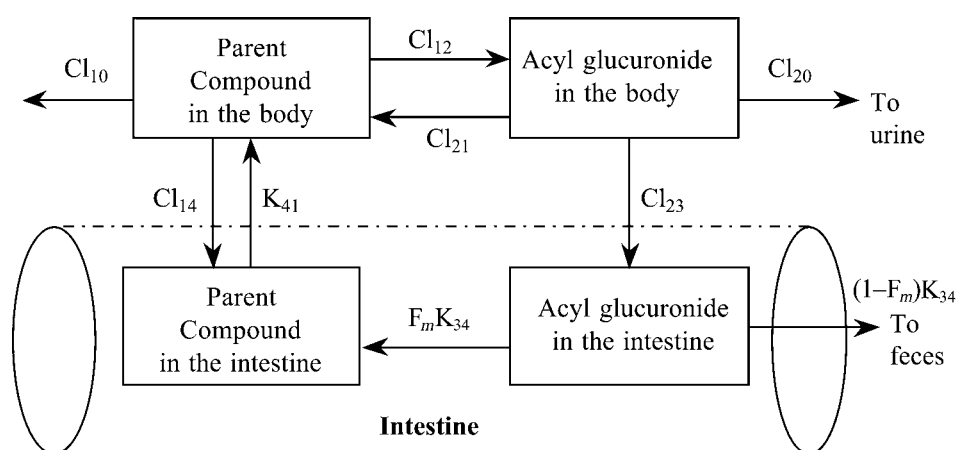 Cl₁₀
Parent
Compound
in the body
Cl₁₂
Cl₂₁
Acyl glucuronide
in the body
Cl₂₀
To
urine
Cl₁₄
K₄₁
Cl₂₃
Parent
Compound
in the intestine
FₘK₃₄
Acyl glucuronide
in the intestine
(1–Fₘ)K₃₄
To
feces
Intestine